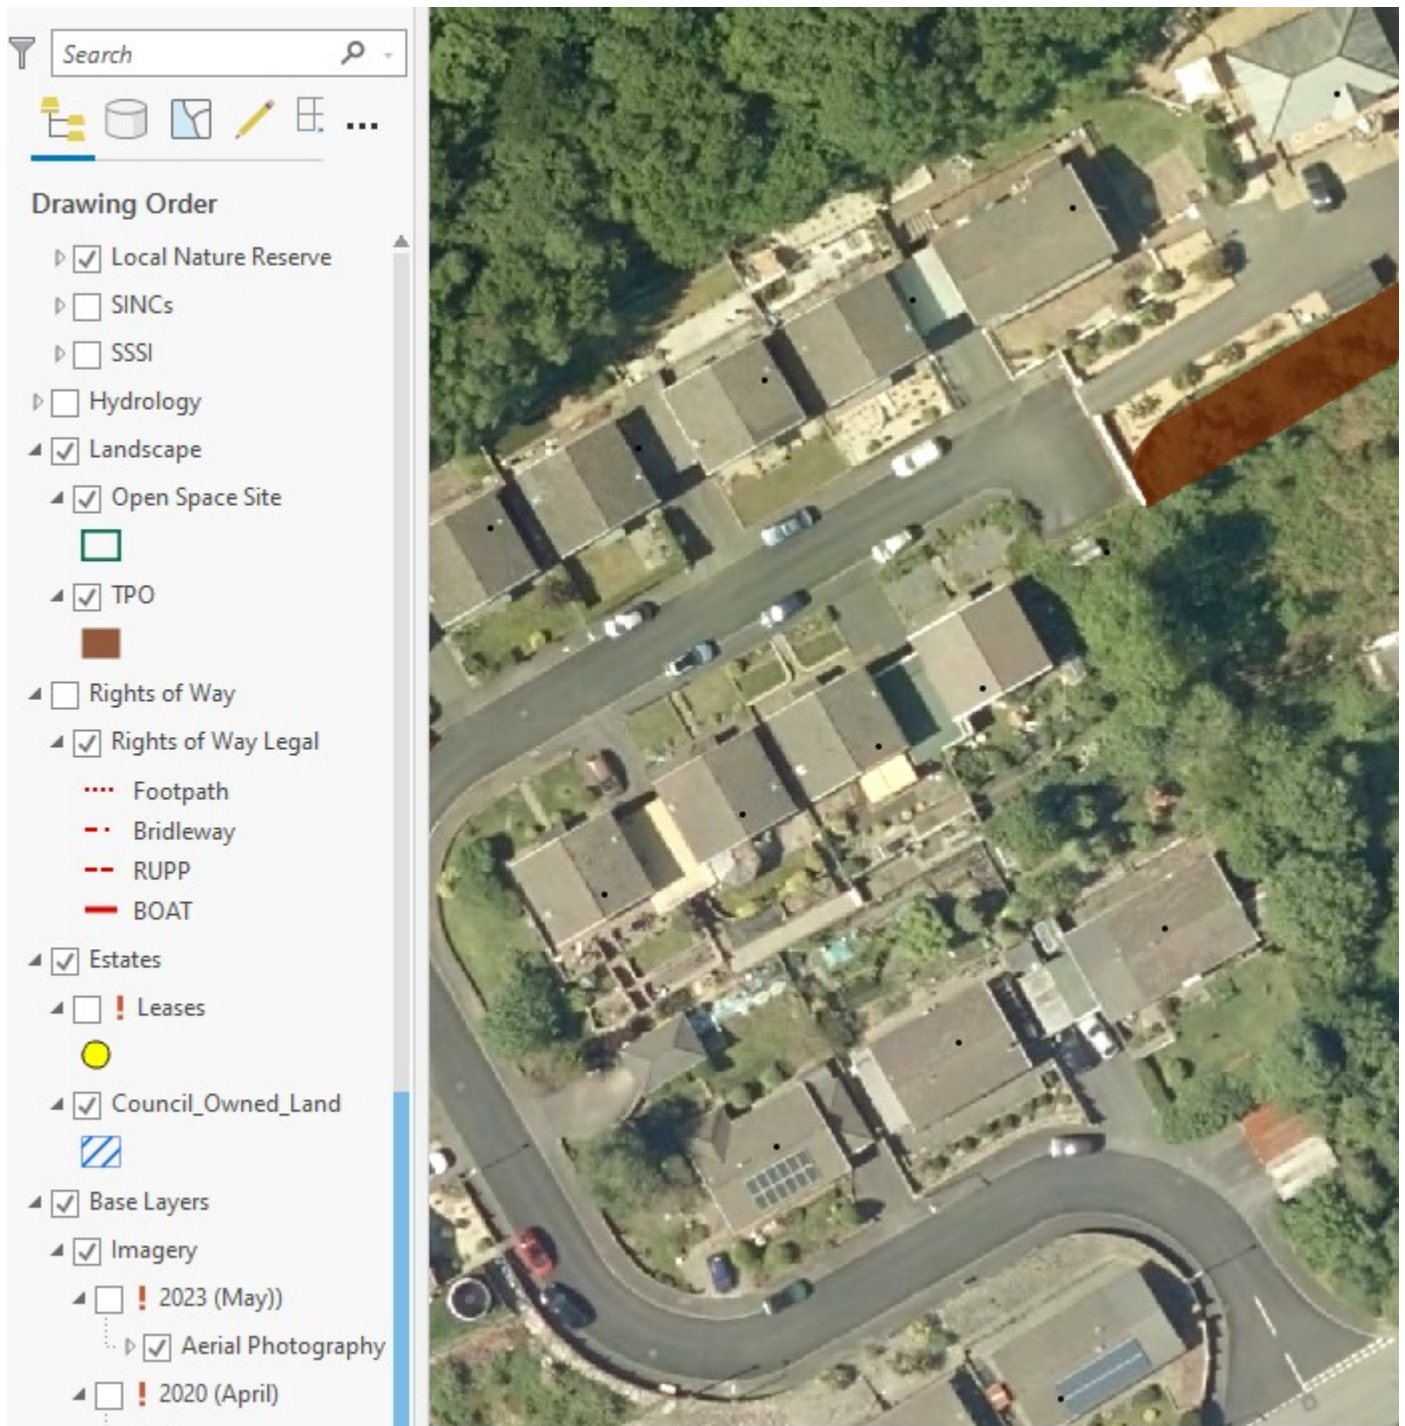 Search
Drawing Order
Local Nature Reserve
SINCs
SSSI
Hydrology
Landscape
Open Space Site
TPO
Rights of Way
Rights of Way Legal
Footpath
Bridleway
RUPP
BOAT
Estates
! Leases
Council_Owned_Land
Base Layers
Imagery
! 2023 (May))
Aerial Photography
! 2020 (April)